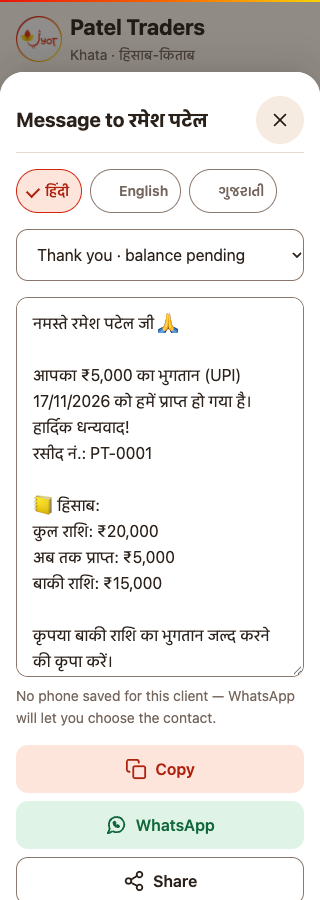 Jyot
Patel Traders
Khata · हिसाब-किताब
Message to रमेश पटेल
हिंदी
English
ગુજરાતી
Thank you · balance pending
नमस्ते रमेश पटेल जी 🙏
आपका ₹5,000 का भुगतान (UPI)
17/11/2026 को हमें प्राप्त हो गया है।
हार्दिक धन्यवाद!
रसीद नं.: PT-0001
📒 हिसाब:
कुल राशि: ₹20,000
अब तक प्राप्त: ₹5,000
बाकी राशि: ₹15,000
कृपया बाकी राशि का भुगतान जल्द करने
की कृपा करें।
No phone saved for this client — WhatsApp
will let you choose the contact.
Copy
WhatsApp
Share